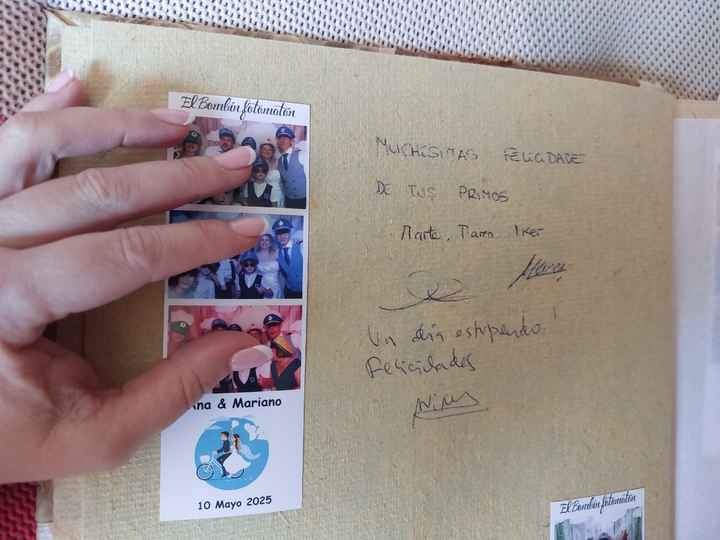 El Bombín fotomatón
na & Mariano
10 Mayo 2025
MUCHÍSIMAS FELICIDADE
DE TUS PRIMOS
Marta, Iker
Un día estupendo!
Felicidades
El Bombín fotomatón